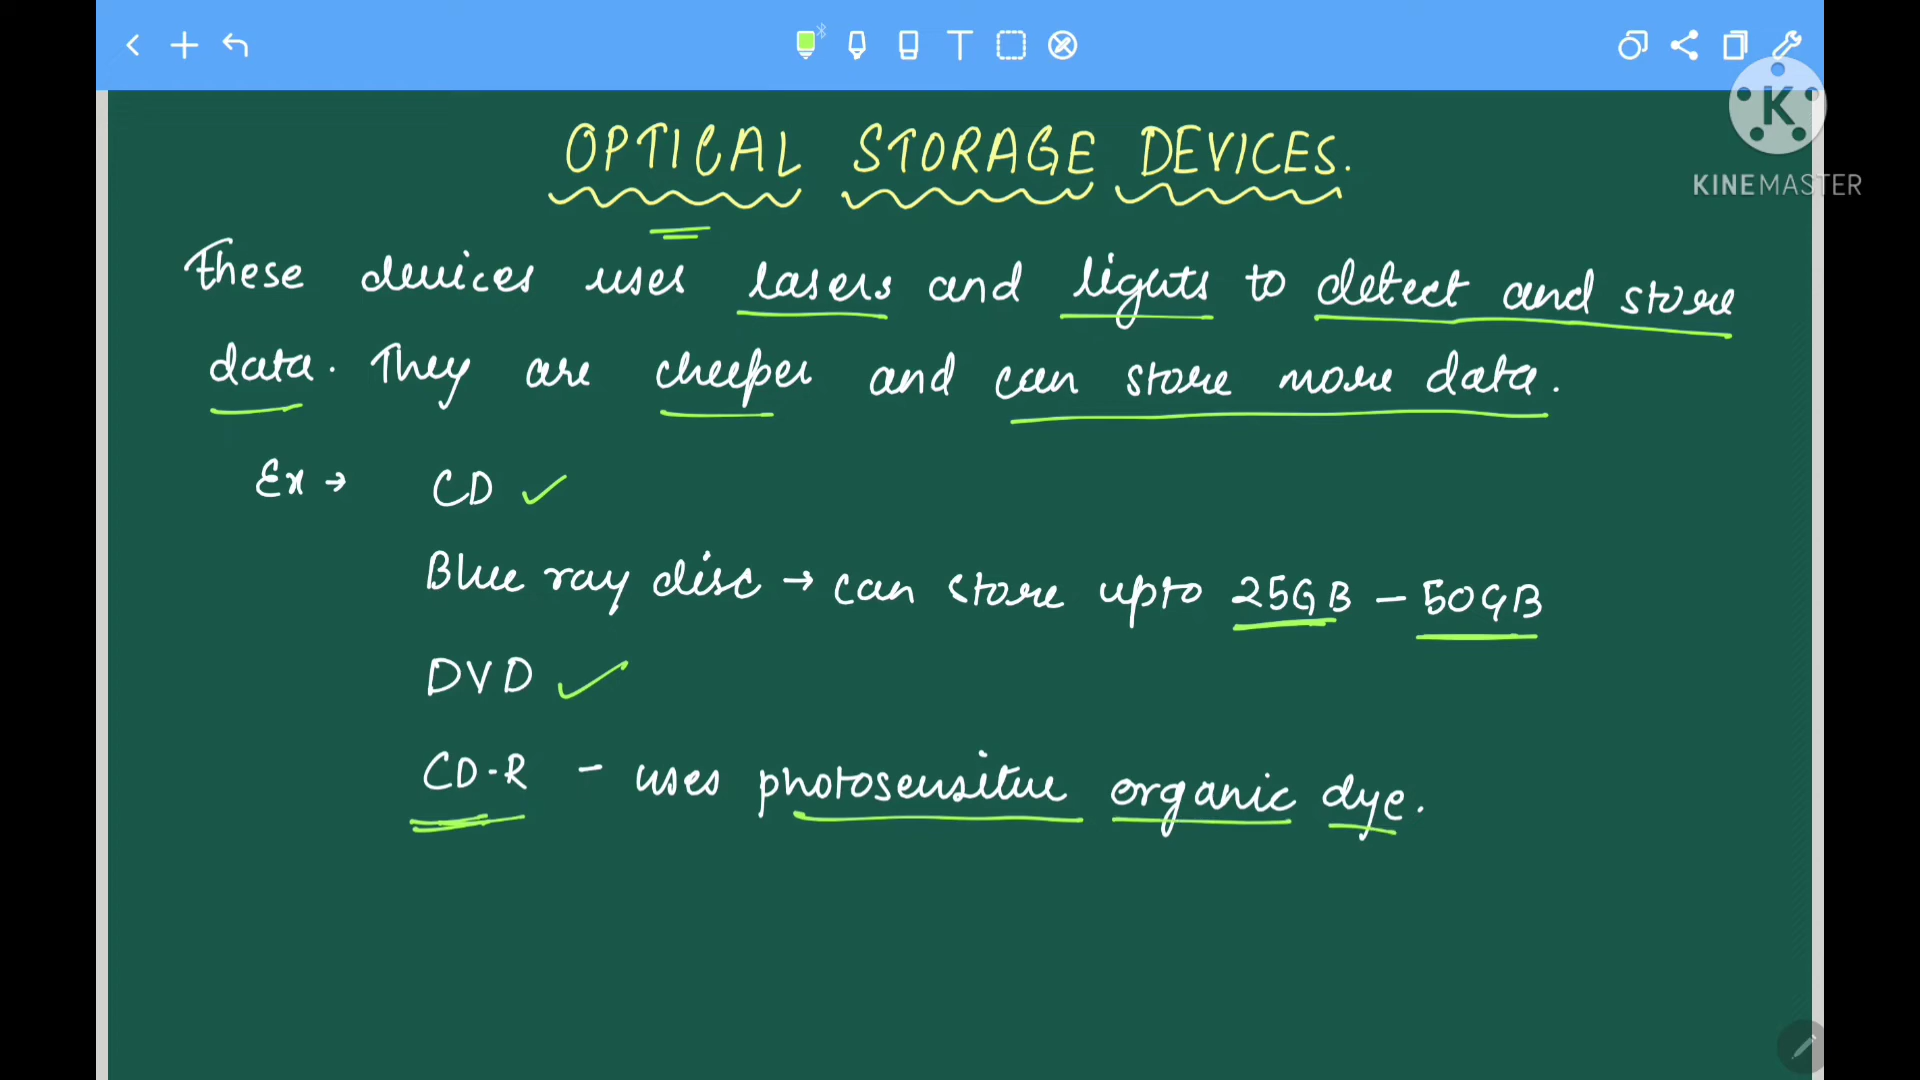 OPTICAL STORAGE DEVICES.
KINEMASTER
These devices uses lasers and lights to detect and store
data. They are cheeper and can store more data.
Ex → CD ✓
Blue ray disc → can store upto 25GB - 50GB
DVD ✓
CD-R - uses photosensitive organic dye.